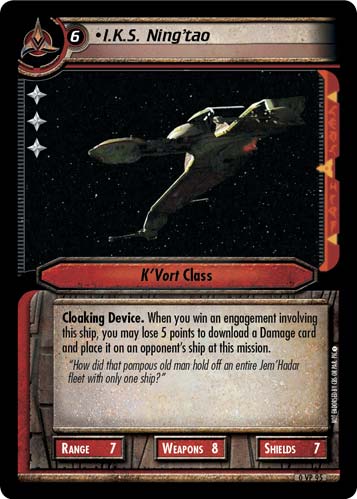 6 •I.K.S. Ning'tao
K'Vort Class
Cloaking Device. When you win an engagement involving
this ship, you may lose 5 points to download a Damage card
and place it on an opponent's ship at this mission.
"How did that pompous old man hold off an entire Jem'Hadar
fleet with only one ship?"
RANGE 7 WEAPONS 8 SHIELDS 7
0 VP 95